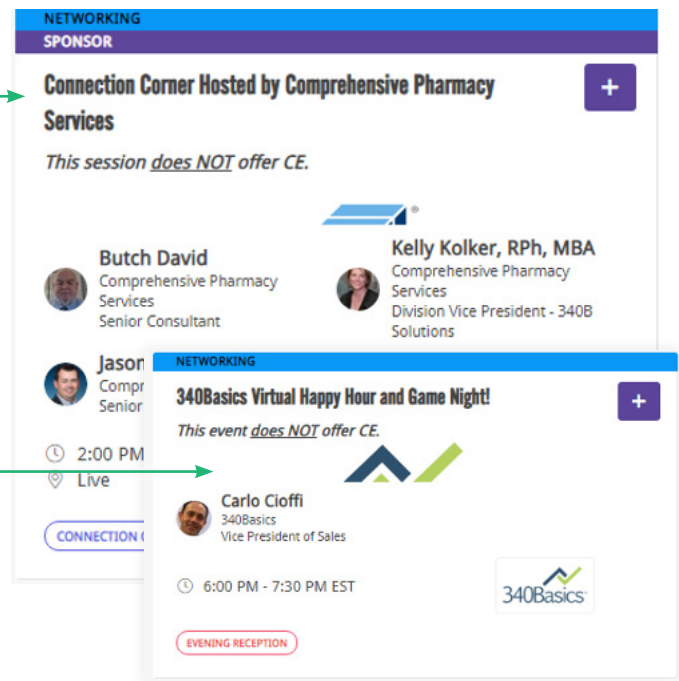 NETWORKING
SPONSOR
Connection Corner Hosted by Comprehensive Pharmacy
Services
+
This session does NOT offer CE.
®
Butch David
Comprehensive Pharmacy
Services
Senior Consultant
Kelly Kolker, RPh, MBA
Comprehensive Pharmacy
Services
Division Vice President - 340B
Solutions
Jason
Senior
2:00 PM
Live
CONNECTION
NETWORKING
340Basics Virtual Happy Hour and Game Night!
+
This event does NOT offer CE.
Carlo Cioffi
340Basics
Vice President of Sales
6:00 PM - 7:30 PM EST
340Basics
EVENING RECEPTION